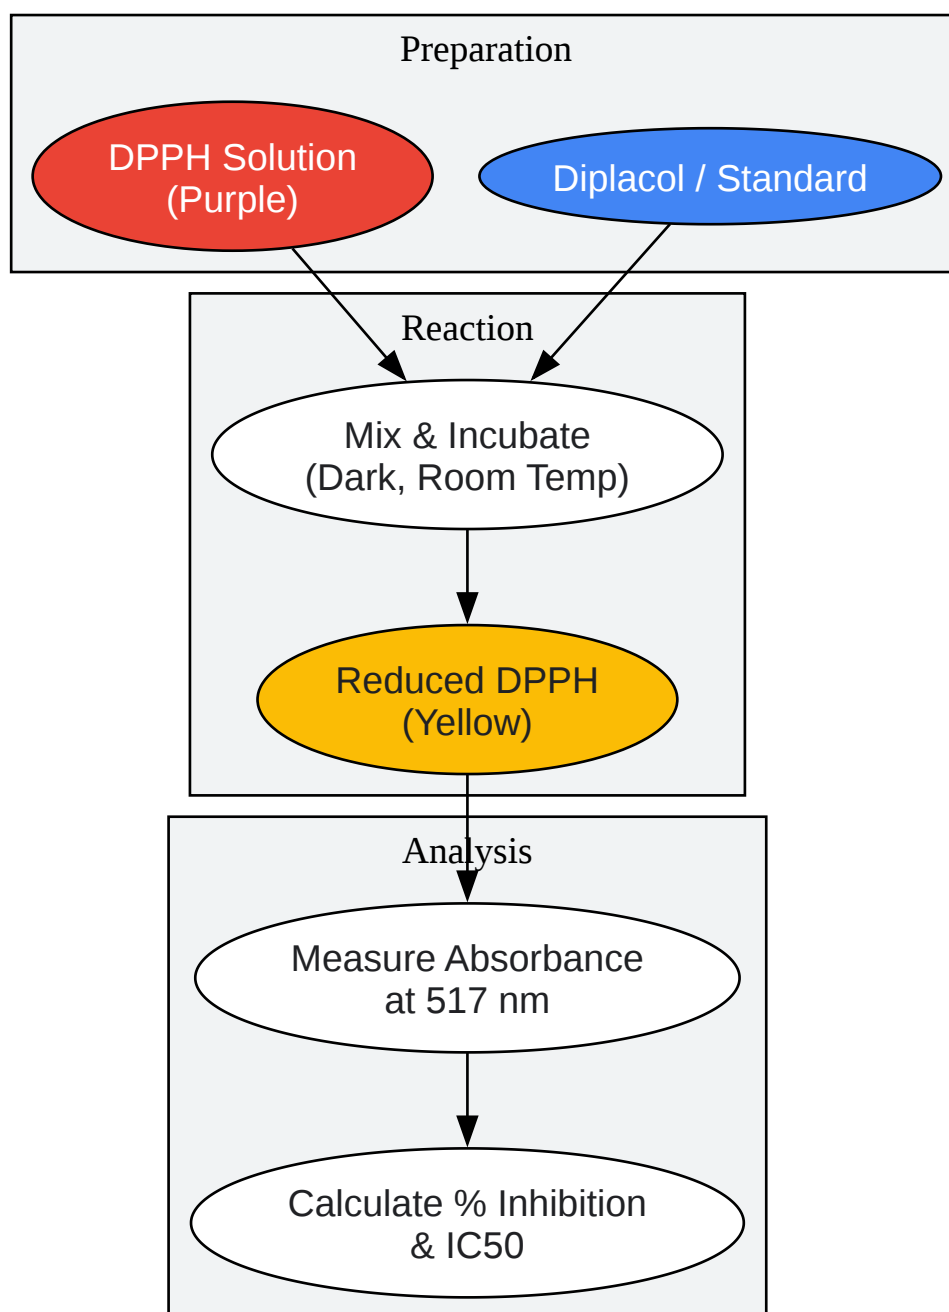 Preparation
DPPH Solution
(Purple)
Diplacol / Standard
Reaction
Mix & Incubate
(Dark, Room Temp)
Reduced DPPH
(Yellow)
Analysis
Measure Absorbance
at 517 nm
Calculate % Inhibition
& IC50